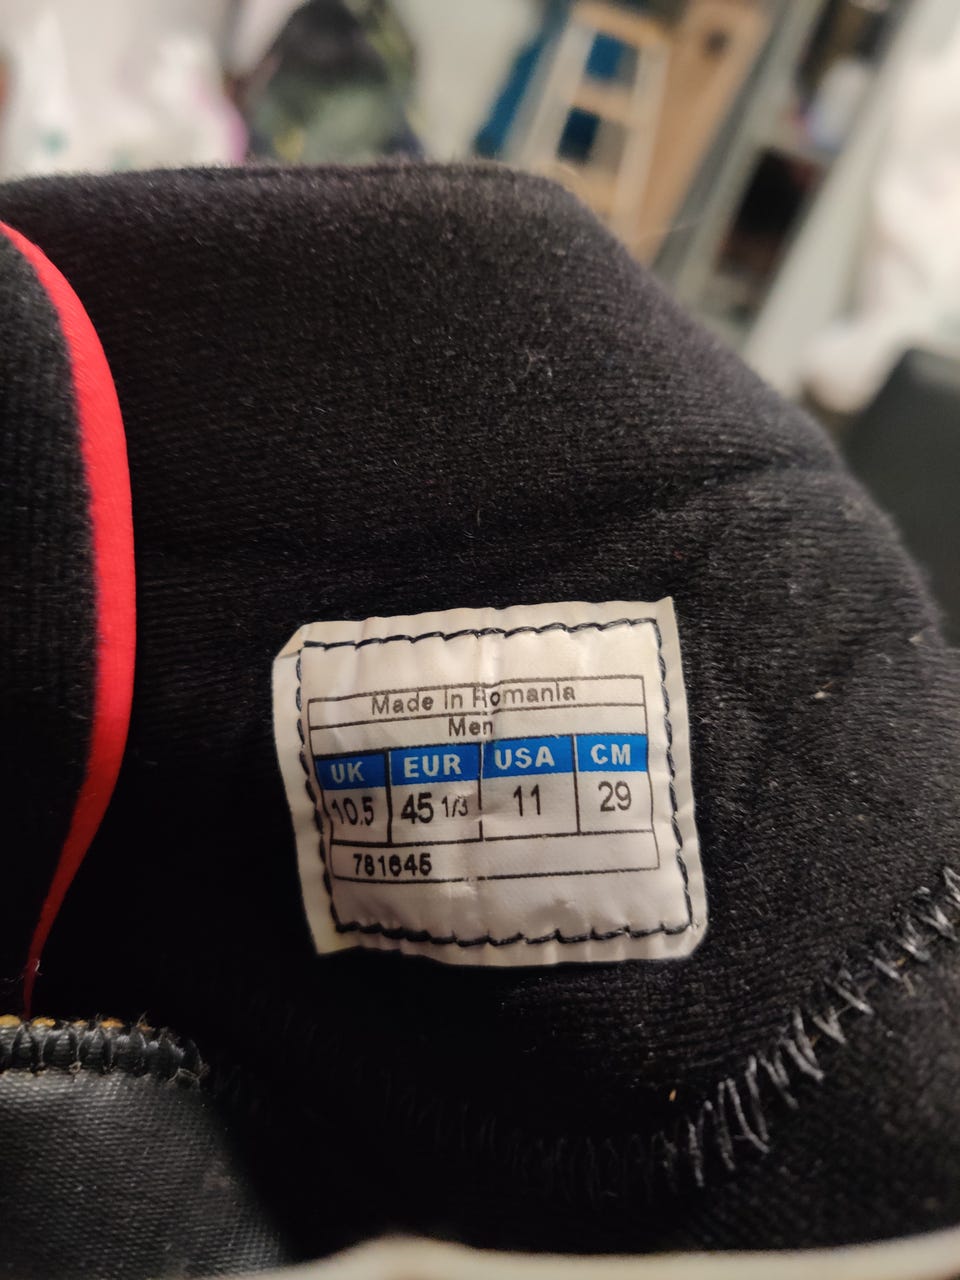 Made in Romania
Men
UK EUR USA CM
10.5 45 1/3 11 29
781645